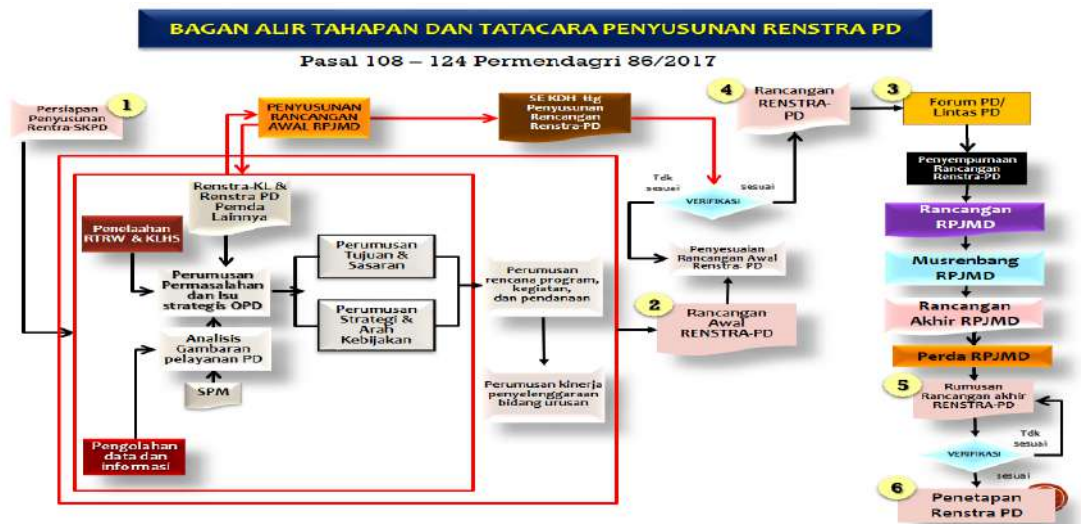 BAGAN ALIR TAHAPAN DAN TATACARA PENYUSUNAN RENSTRA PD
Pasal 108 – 124 Permendagri 86/2017
1
Persiapan
Penyusunan
Rentra-SKPD
PENYUSUNAN
RANCANGAN
AWAL RPJMD
SE KDH ttg
Penyusunan
Rancangan
Renstra-PD
4
Rancangan
RENSTRA-
PD
3
Forum PD/
Lintas PD
Penyempurnaan
Rancangan
Renstra-PD
Rancangan
RPJMD
Musrenbang
RPJMD
Rancangan
Akhir RPJMD
Perda RPJMD
5
Rumusan
Rancangan akhir
RENSTRA-PD
Tdk
sesuai
VERIFIKASI
sesuai
6
Penetapan
Renstra PD
Tdk
sesuai
sesuai
VERIFIKASI
Penyesuaian
Rancangan Awal
Renstra- PD
2
Rancangan
Awal
RENSTRA-PD
Renstra-KL &
Renstra PD
Pemda
Lainnya
Penelaahan
RTRW & KLHS
Perumusan
Permasalahan
dan Isu
strategis OPD
Perumusan
Tujuan &
Sasaran
Perumusan
Strategi &
Arah
Kebijakan
Perumusan
rencana program,
kegiatan,
dan pendanaan
Perumusan kinerja
penyelenggaraan
bidang urusan
Analisis
Gambaran
pelayanan PD
SPM
Pengolahan
data dan
informasi